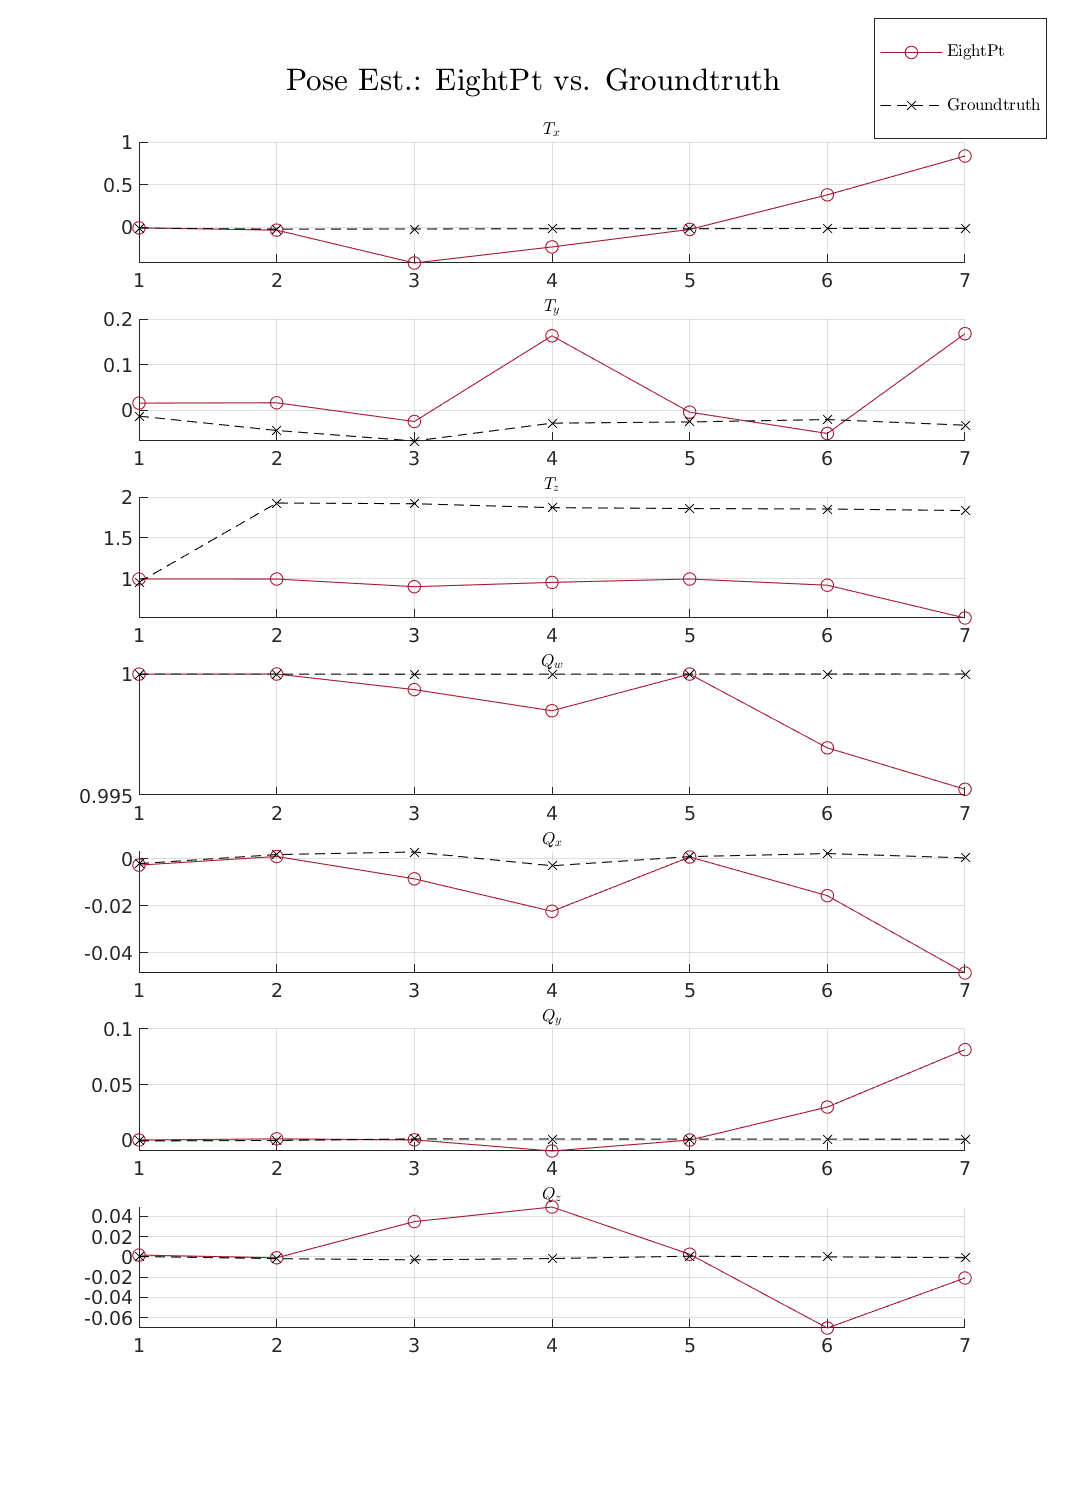 EightPt
Groundtruth
Pose Est.: EightPt vs. Groundtruth
T_x
1
0.5
0
1 2 3 4 5 6 7
T_y
0.2
0.1
0
1 2 3 4 5 6 7
T_z
2
1.5
1
1 2 3 4 5 6 7
Q_w
1
0.995
1 2 3 4 5 6 7
Q_x
0
-0.02
-0.04
1 2 3 4 5 6 7
Q_y
0.1
0.05
0
1 2 3 4 5 6 7
Q_z
0.04
0.02
0
-0.02
-0.04
-0.06
1 2 3 4 5 6 7